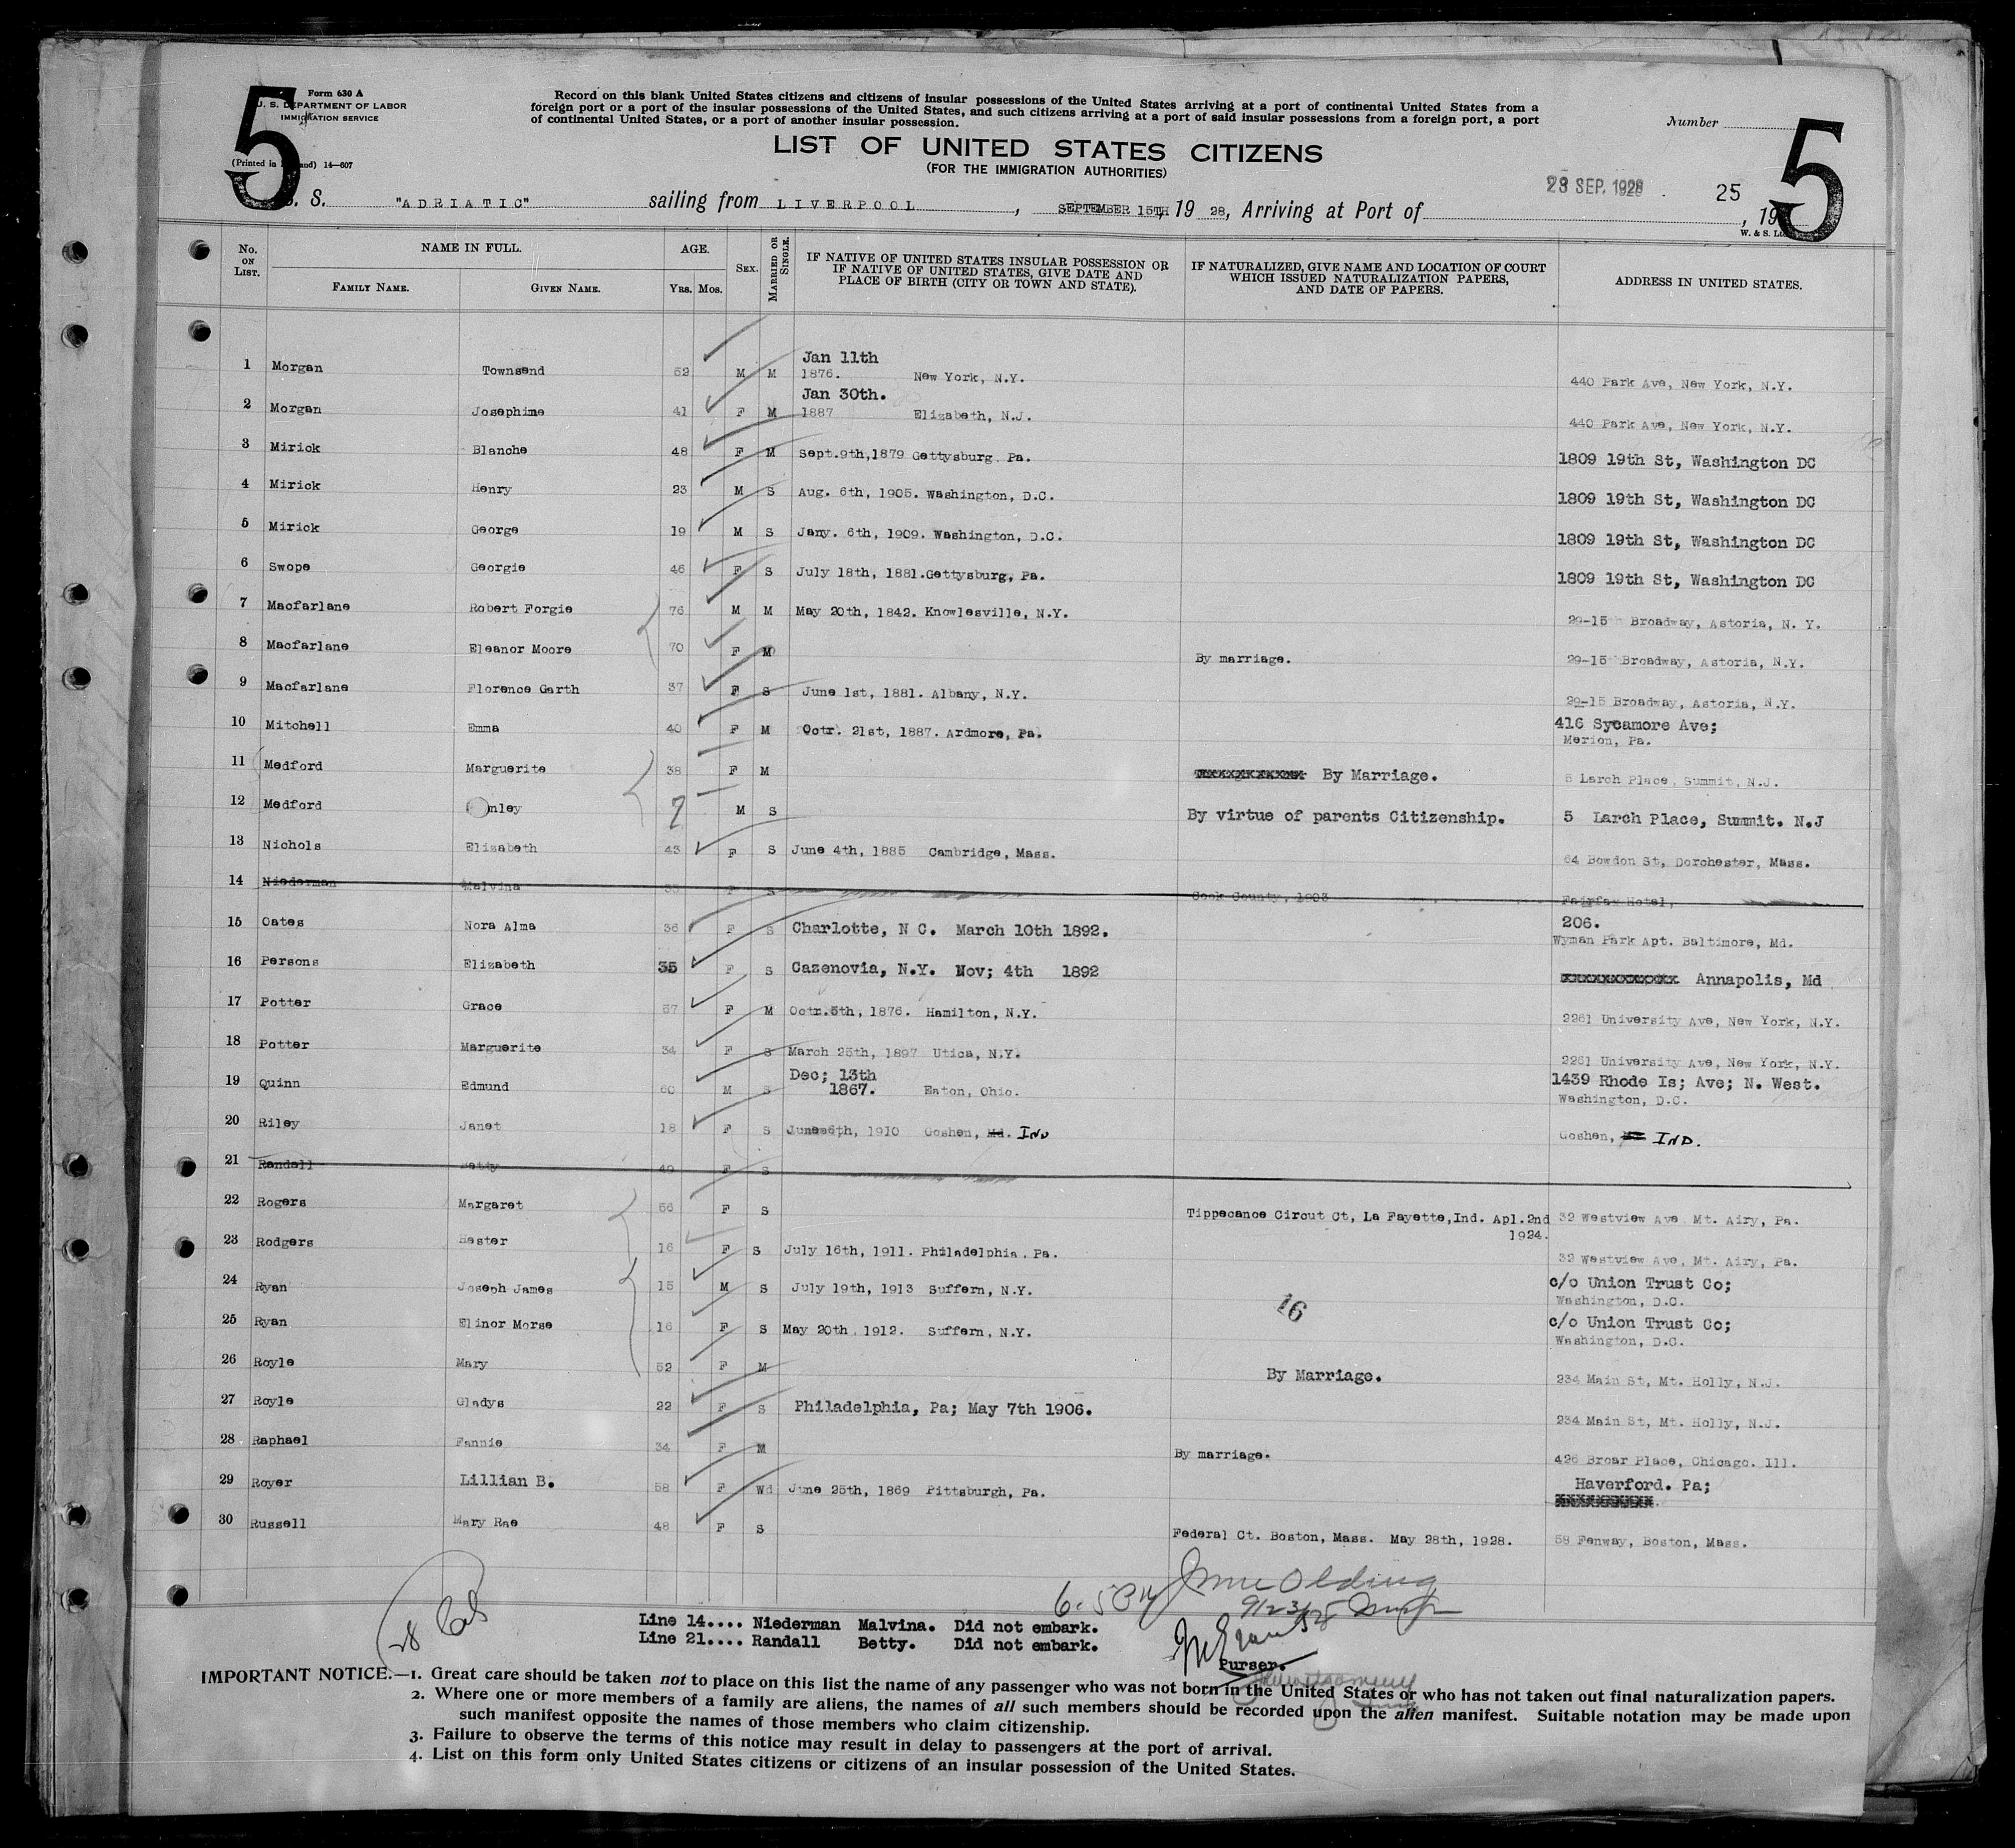 5
Form 630 A
U. S. DEPARTMENT OF LABOR
IMMIGRATION SERVICE
(Printed in England) 14—607
Record on this blank United States citizens and citizens of insular possessions of the United States arriving at a port of continental United States from a
foreign port or a port of the insular possessions of the United States, and such citizens arriving at a port of said insular possessions from a foreign port, a port
of continental United States, or a port of another insular possession.
Number
5
LIST OF UNITED STATES CITIZENS
(FOR THE IMMIGRATION AUTHORITIES)
S. S. "ADRIATIC" sailing from LIVERPOOL, SEPTEMBER 15TH 19 28, Arriving at Port of 23 SEP. 1928 25, 19
W. & S. Ltd
No. ON LIST. NAME IN FULL. FAMILY NAME. GIVEN NAME. AGE. YRS. MOS. SEX. MARRIED OR SINGLE. IF NATIVE OF UNITED STATES INSULAR POSSESSION OR IF NATIVE OF UNITED STATES, GIVE DATE AND PLACE OF BIRTH (CITY OR TOWN AND STATE). IF NATURALIZED, GIVE NAME AND LOCATION OF COURT WHICH ISSUED NATURALIZATION PAPERS, AND DATE OF PAPERS. ADDRESS IN UNITED STATES.
1 Morgan Townsend 52 M M Jan 11th 1876. New York, N.Y. 440 Park Ave, New York, N.Y.
2 Morgan Josephine 41 F M Jan 30th. 1887 Elizabeth, N.J. 440 Park Ave, New York, N.Y.
3 Mirick Blanche 48 F M Sept.9th,1879 Gettysburg Pa. 1809 19th St, Washington DC
4 Mirick Henry 23 M S Aug. 6th, 1905. Washington, D.C. 1809 19th St, Washington DC
5 Mirick George 19 M S Jany. 6th, 1909. Washington, D.C. 1809 19th St, Washington DC
6 Swope Georgie 46 F S July 18th, 1881.Gettysburg, Pa. 1809 19th St, Washington DC
7 Macfarlane Robert Forgie 76 M M May 20th, 1842. Knowlesville, N.Y. 29-15 Broadway, Astoria, N. Y.
8 Macfarlane Eleanor Moore 70 F M By marriage. 29-15 Broadway, Astoria, N.Y.
9 Macfarlane Florence Garth 37 F S June 1st, 1881. Albany, N.Y. 29-15 Broadway, Astoria, N.Y.
10 Mitchell Emma 40 F M Octr. 21st, 1887. Ardmore, Pa. 416 Sycamore Ave; Merion, Pa.
11 Medford Marguerite 38 F M By Marriage. 5 Larch Place, Summit, N.J.
12 Medford nley 7 M S By virtue of parents Citizenship. 5 Larch Place, Summit. N.J
13 Nichols Elizabeth 43 F S June 4th, 1885 Cambridge, Mass. 64 Bowdon St, Dorchester, Mass.
14 Niederman Malvina 35 F S Cook County, 1903 Fairfax Hotel,
15 Oates Nora Alma 36 F S Charlotte, N C. March 10th 1892. 206. Wyman Park Apt. Baltimore, Md.
16 Persons Elizabeth 35 F S Cazenovia, N.Y. Nov; 4th 1892 Annapolis, Md
17 Potter Grace 57 F M Octr.5th, 1876. Hamilton, N.Y. 2261 University Ave, New York, N.Y.
18 Potter Marguerite 34 F S March 25th, 1897 Utica, N.Y. 2261 University Ave, New York, N.Y.
19 Quinn Edmund 60 M S Dec; 13th 1867. Eaton, Ohio. 1439 Rhode Is; Ave; N. West. Washington, D.C.
20 Riley Janet 18 F S June 6th, 1910 Goshen, Md. IND Goshen, IND.
21 Randall Betty 49 F S
22 Rogers Margaret 56 F S Tippecanoe Circut Ct, La Fayette,Ind. Apl.2nd 1924. 32 Westview Ave Mt. Airy, Pa.
23 Rodgers Hester 16 F S July 16th, 1911. Philadelphia. Pa. 32 Westview Ave, Mt. Airy, Pa.
24 Ryan Joseph James 15 M S July 19th, 1913 Suffern, N.Y. c/o Union Trust Co; Washington, D.C.
16
25 Ryan Elinor Morse 16 F S May 20th, 1912. Suffern, N.Y. c/o Union Trust Co; Washington, D.C.
26 Royle Mary 52 F M By Marriage. 234 Main St, Mt. Holly, N.J.
27 Royle Gladys 22 F S Philadelphia, Pa; May 7th 1906. 234 Main St, Mt. Holly, N.J.
28 Raphael Fannie 34 F M By marriage. 426 Broar Place, Chicago. Ill.
29 Royer Lillian B. 58 F Wd June 25th, 1869 Pittsburgh, Pa. Haverford. Pa;
30 Russell Mary Rae 48 F S Federal Ct. Boston, Mass. May 28th, 1928. 58 Fenway, Boston, Mass.
Line 14.... Niederman Malvina. Did not embark.
Line 21.... Randall Betty. Did not embark.
Purser.
IMPORTANT NOTICE.—1. Great care should be taken not to place on this list the name of any passenger who was not born in the United States or who has not taken out final naturalization papers.
2. Where one or more members of a family are aliens, the names of all such members should be recorded upon the alien manifest. Suitable notation may be made upon
such manifest opposite the names of those members who claim citizenship.
3. Failure to observe the terms of this notice may result in delay to passengers at the port of arrival.
4. List on this form only United States citizens or citizens of an insular possession of the United States.